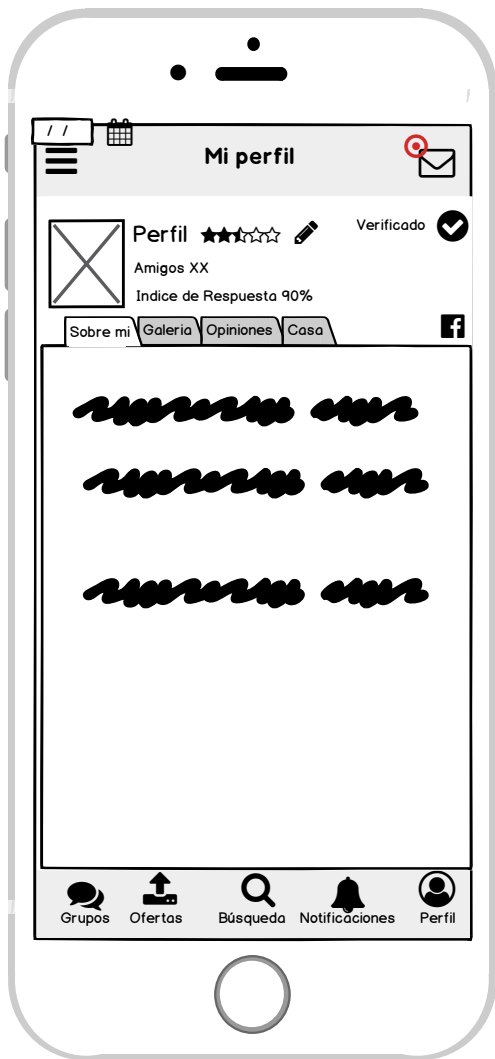 / /
Mi perfil
Perfil
Verificado
Amigos XX
Indice de Respuesta 90%
Sobre mi Galeria Opiniones Casa
Grupos Ofertas Búsqueda Notificaciones Perfil